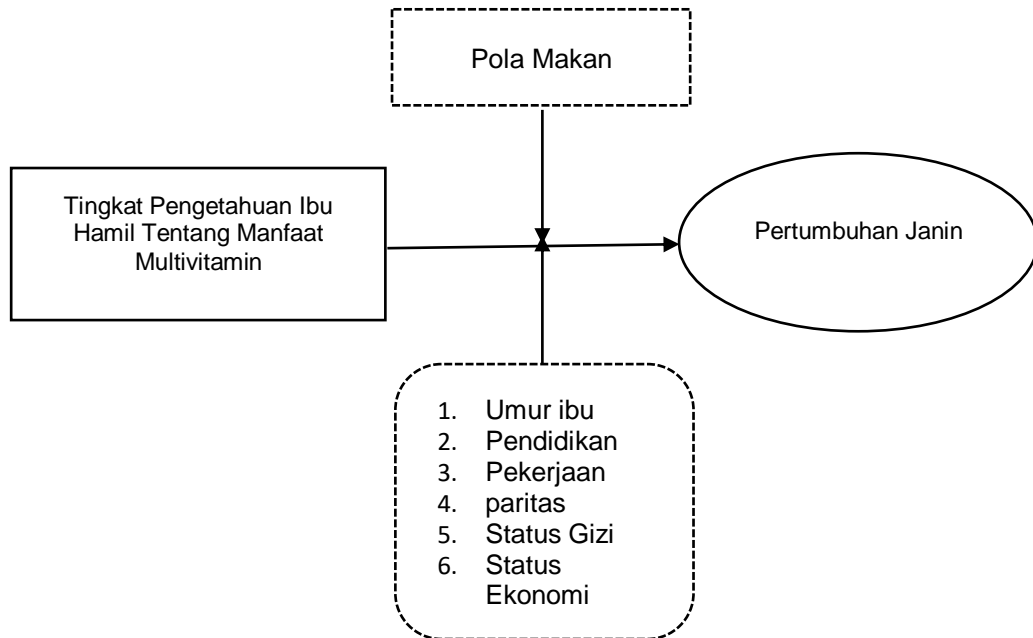 Pola Makan
Tingkat Pengetahuan Ibu
Hamil Tentang Manfaat
Multivitamin
Pertumbuhan Janin
1. Umur ibu
2. Pendidikan
3. Pekerjaan
4. paritas
5. Status Gizi
6. Status
Ekonomi